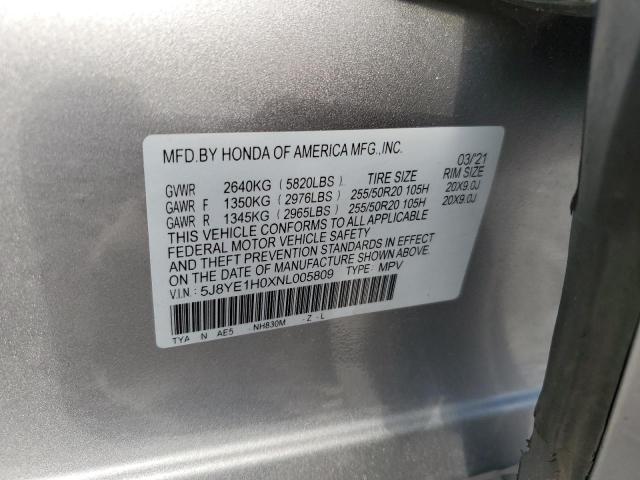 MFD.BY HONDA OF AMERICA MFG.,INC.
03/'21
GVWR 2640KG ( 5820LBS ) TIRE SIZE RIM SIZE
GAWR F 1350KG ( 2976LBS ) 255/50R20 105H 20X9.0J
GAWR R 1345KG ( 2965LBS ) 255/50R20 105H 20X9.0J
THIS VEHICLE CONFORMS TO ALL APPLICABLE
FEDERAL MOTOR VEHICLE SAFETY
AND THEFT PREVENTION STANDARDS IN EFFECT
ON THE DATE OF MANUFACTURE SHOWN ABOVE.
V.I.N: 5J8YE1H0XNL005809 TYPE: MPV
TYA N AE5 -NH830M -Z-L